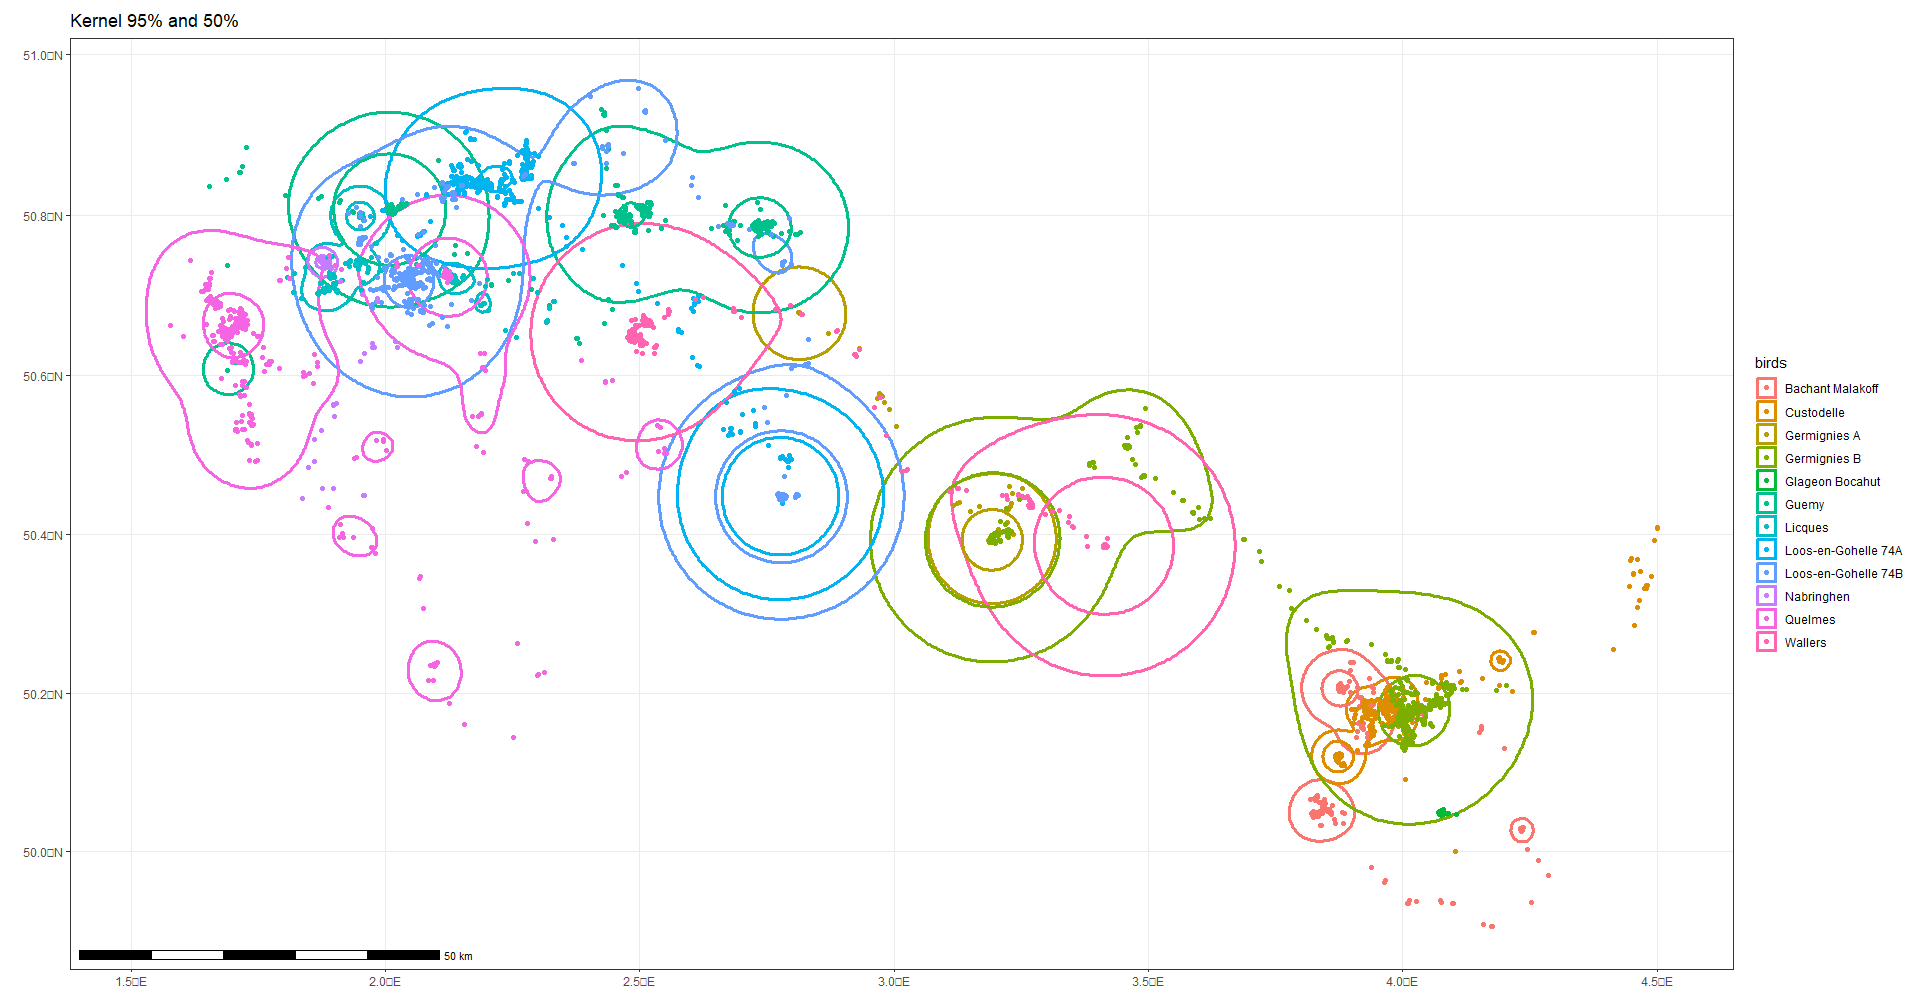 Kernel 95% and 50%
51.0□N
50.8□N
50.6□N
50.4□N
50.2□N
50.0□N
1.5□E
2.0□E
2.5□E
3.0□E
3.5□E
4.0□E
4.5□E
50 km
birds
Bachant Malakoff
Custodelle
Germignies A
Germignies B
Glageon Bocahut
Guemy
Licques
Loos-en-Gohelle 74A
Loos-en-Gohelle 74B
Nabringhen
Quelmes
Wallers